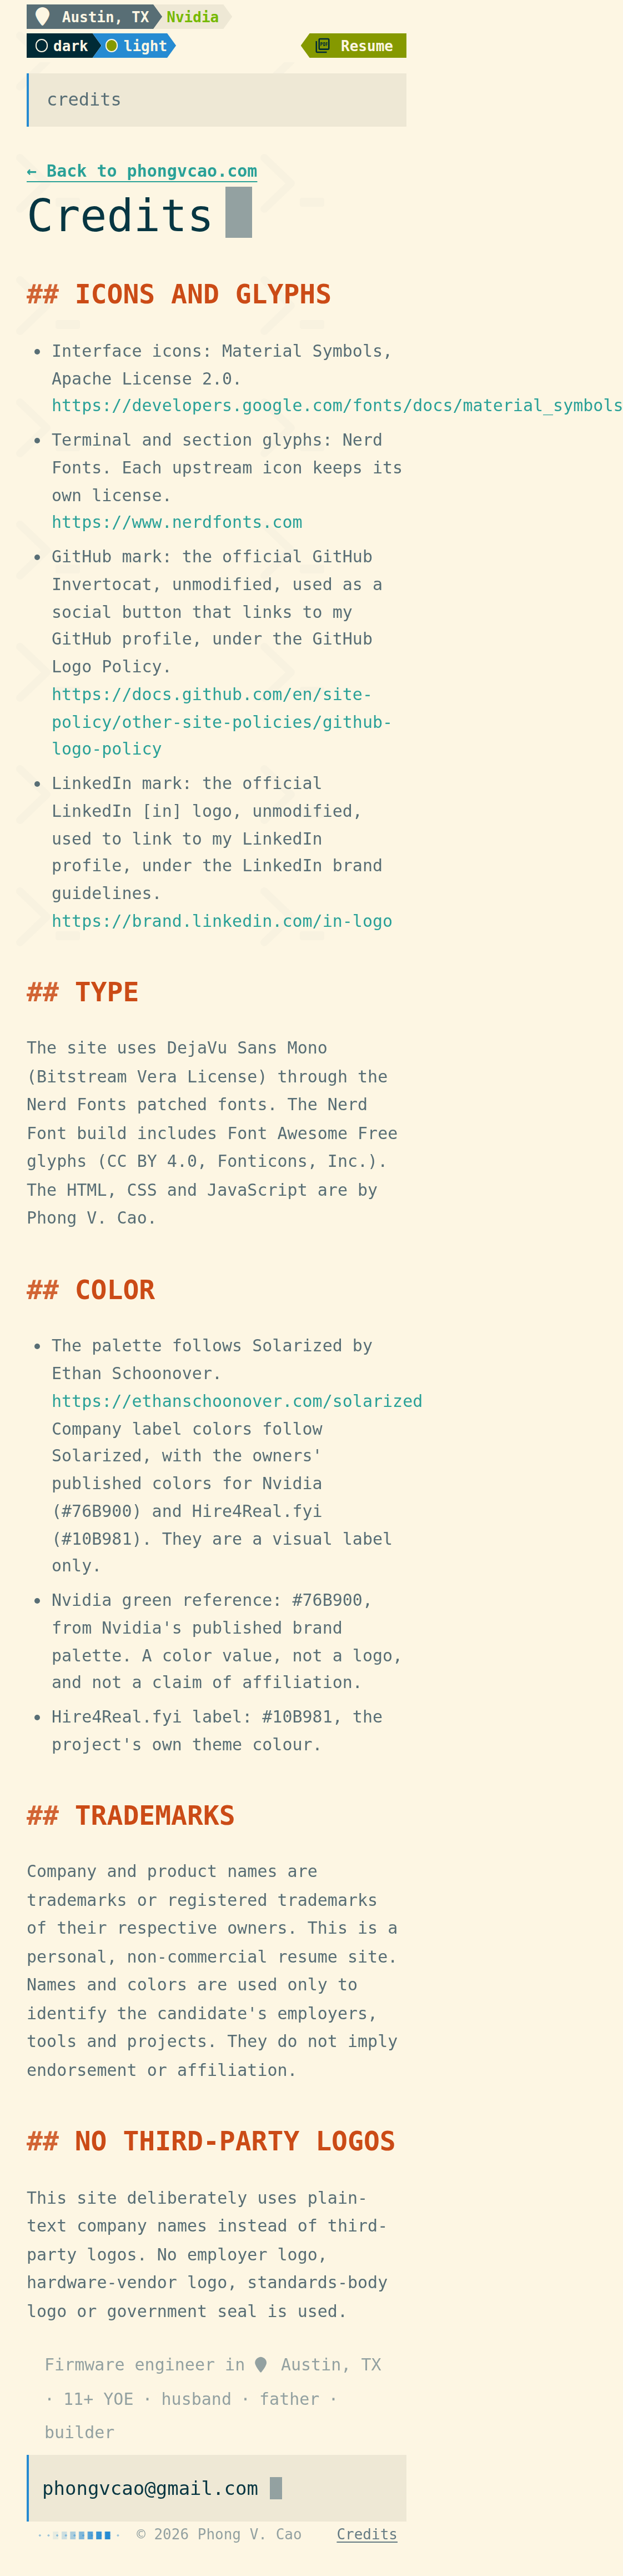 Austin, TX Nvidia
dark light Resume
credits
← Back to phongvcao.com
Credits
## ICONS AND GLYPHS
• Interface icons: Material Symbols,
Apache License 2.0.
https://developers.google.com/fonts/docs/material_symbols
• Terminal and section glyphs: Nerd
Fonts. Each upstream icon keeps its
own license.
https://www.nerdfonts.com
• GitHub mark: the official GitHub
Invertocat, unmodified, used as a
social button that links to my
GitHub profile, under the GitHub
Logo Policy.
https://docs.github.com/en/site-
policy/other-site-policies/github-
logo-policy
• LinkedIn mark: the official
LinkedIn [in] logo, unmodified,
used to link to my LinkedIn
profile, under the LinkedIn brand
guidelines.
https://brand.linkedin.com/in-logo
## TYPE
The site uses DejaVu Sans Mono
(Bitstream Vera License) through the
Nerd Fonts patched fonts. The Nerd
Font build includes Font Awesome Free
glyphs (CC BY 4.0, Fonticons, Inc.).
The HTML, CSS and JavaScript are by
Phong V. Cao.
## COLOR
• The palette follows Solarized by
Ethan Schoonover.
https://ethanschoonover.com/solarized
Company label colors follow
Solarized, with the owners'
published colors for Nvidia
(#76B900) and Hire4Real.fyi
(#10B981). They are a visual label
only.
• Nvidia green reference: #76B900,
from Nvidia's published brand
palette. A color value, not a logo,
and not a claim of affiliation.
• Hire4Real.fyi label: #10B981, the
project's own theme colour.
## TRADEMARKS
Company and product names are
trademarks or registered trademarks
of their respective owners. This is a
personal, non-commercial resume site.
Names and colors are used only to
identify the candidate's employers,
tools and projects. They do not imply
endorsement or affiliation.
## NO THIRD-PARTY LOGOS
This site deliberately uses plain-
text company names instead of third-
party logos. No employer logo,
hardware-vendor logo, standards-body
logo or government seal is used.
Firmware engineer in Austin, TX
· 11+ YOE · husband · father ·
builder
phongvcao@gmail.com
© 2026 Phong V. Cao Credits